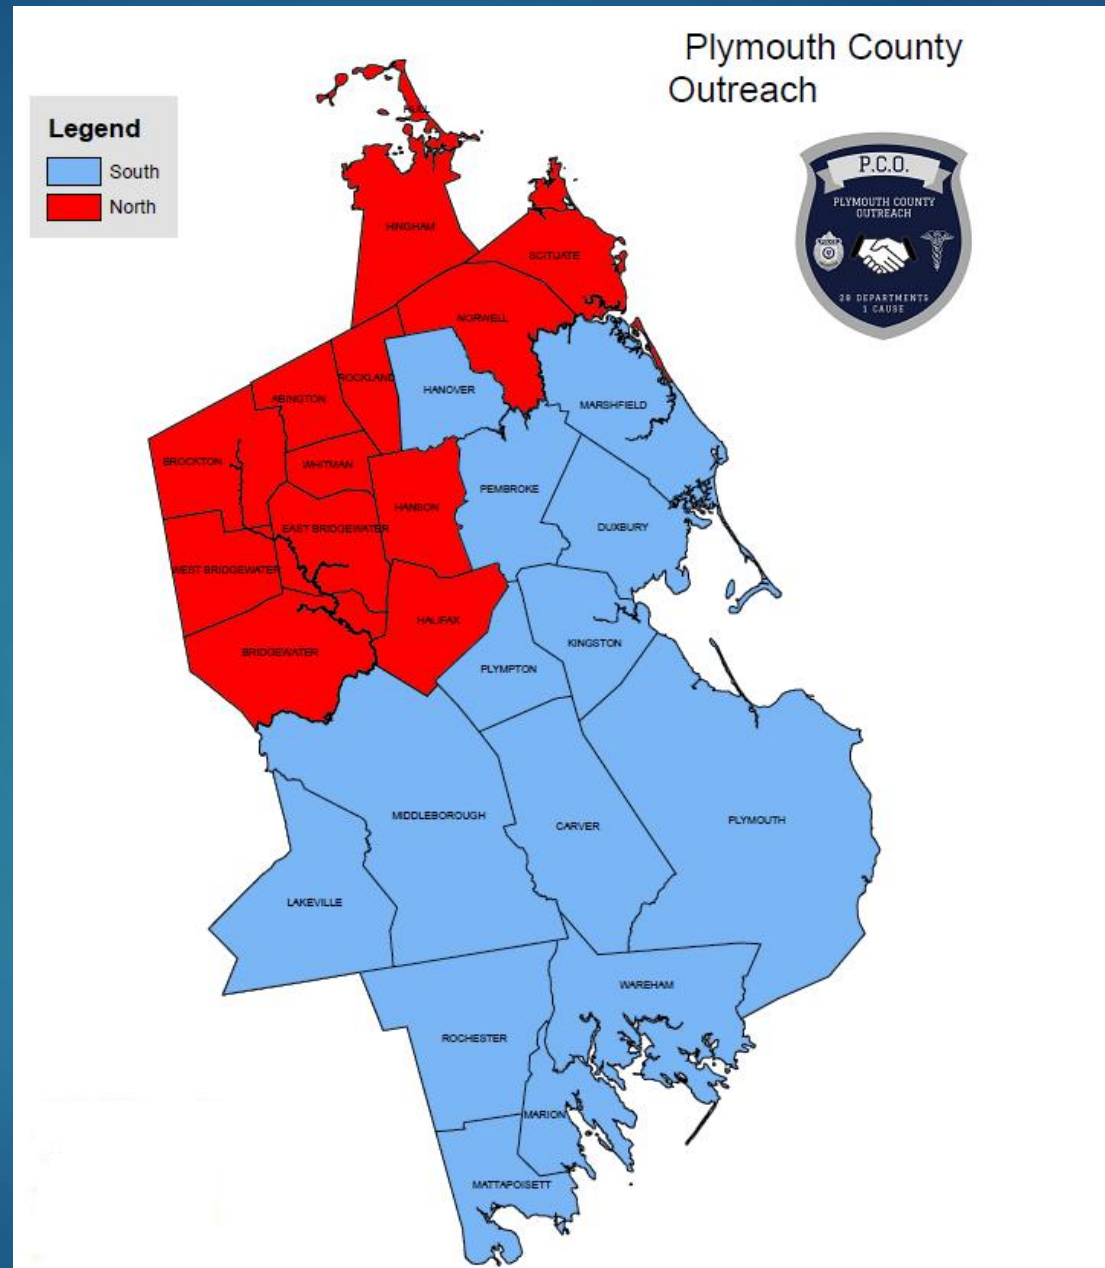 Plymouth County
Outreach
Legend
South
North
P.C.O.
PLYMOUTH COUNTY
OUTREACH
28 DEPARTMENTS
1 CAUSE
HULL
HINGHAM
SCITUATE
NORWELL
ROCKLAND
HANOVER
ABINGTON
MARSHFIELD
BROCKTON
WHITMAN
PEMBROKE
HANSON
DUXBURY
EAST BRIDGEWATER
WEST BRIDGEWATER
HALIFAX
KINGSTON
BRIDGEWATER
PLYMPTON
MIDDLEBOROUGH
CARVER
PLYMOUTH
LAKEVILLE
WAREHAM
ROCHESTER
MARION
MATTAPOISETT